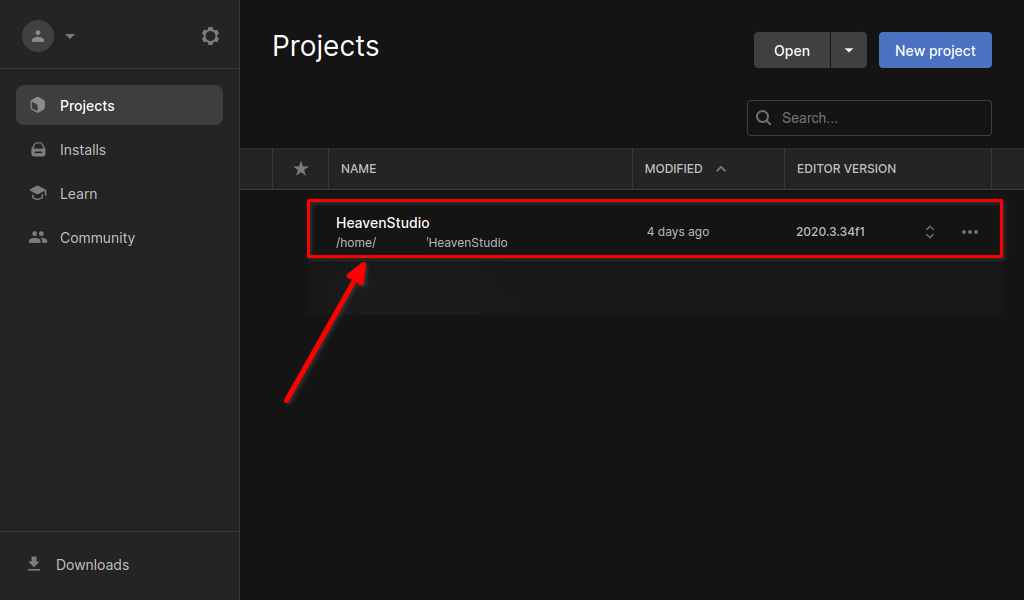 Projects
Installs
Learn
Community
Downloads
Projects
Open
New project
Search...
NAME
MODIFIED
EDITOR VERSION
HeavenStudio
/home/ 'HeavenStudio
4 days ago
2020.3.34f1